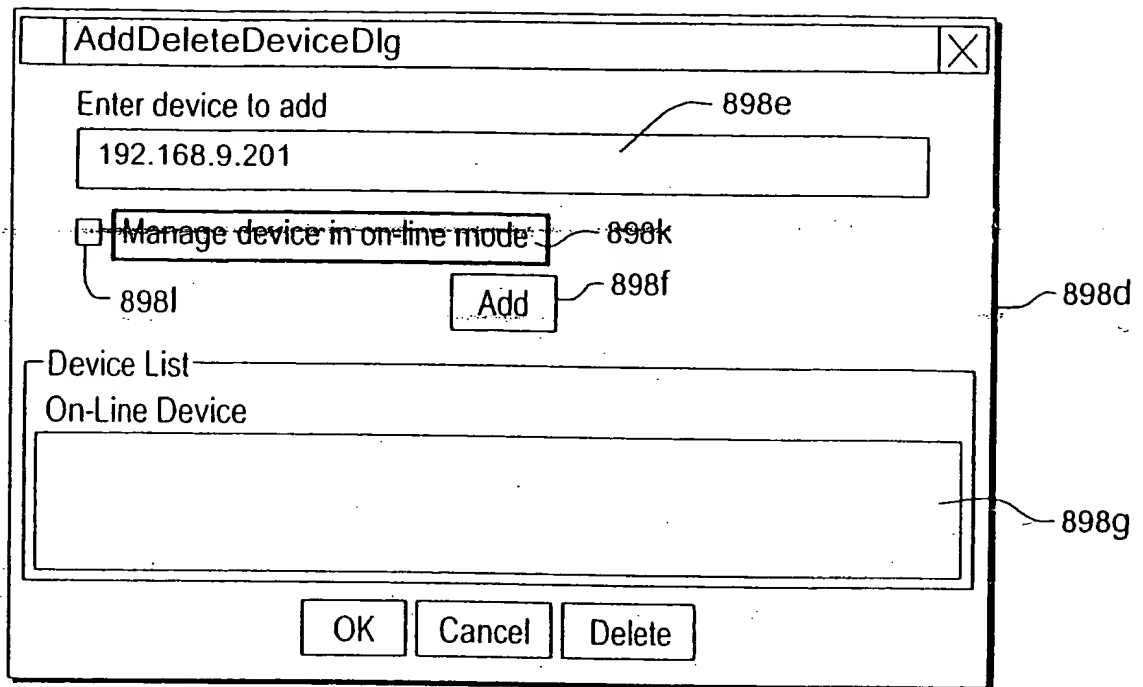 AddDeleteDeviceDlg
Enter device to add
898e
192.168.9.201
Manage device in on-line mode
898k
898l
Add
898f
898d
Device List
On-Line Device
898g
OK
Cancel
Delete